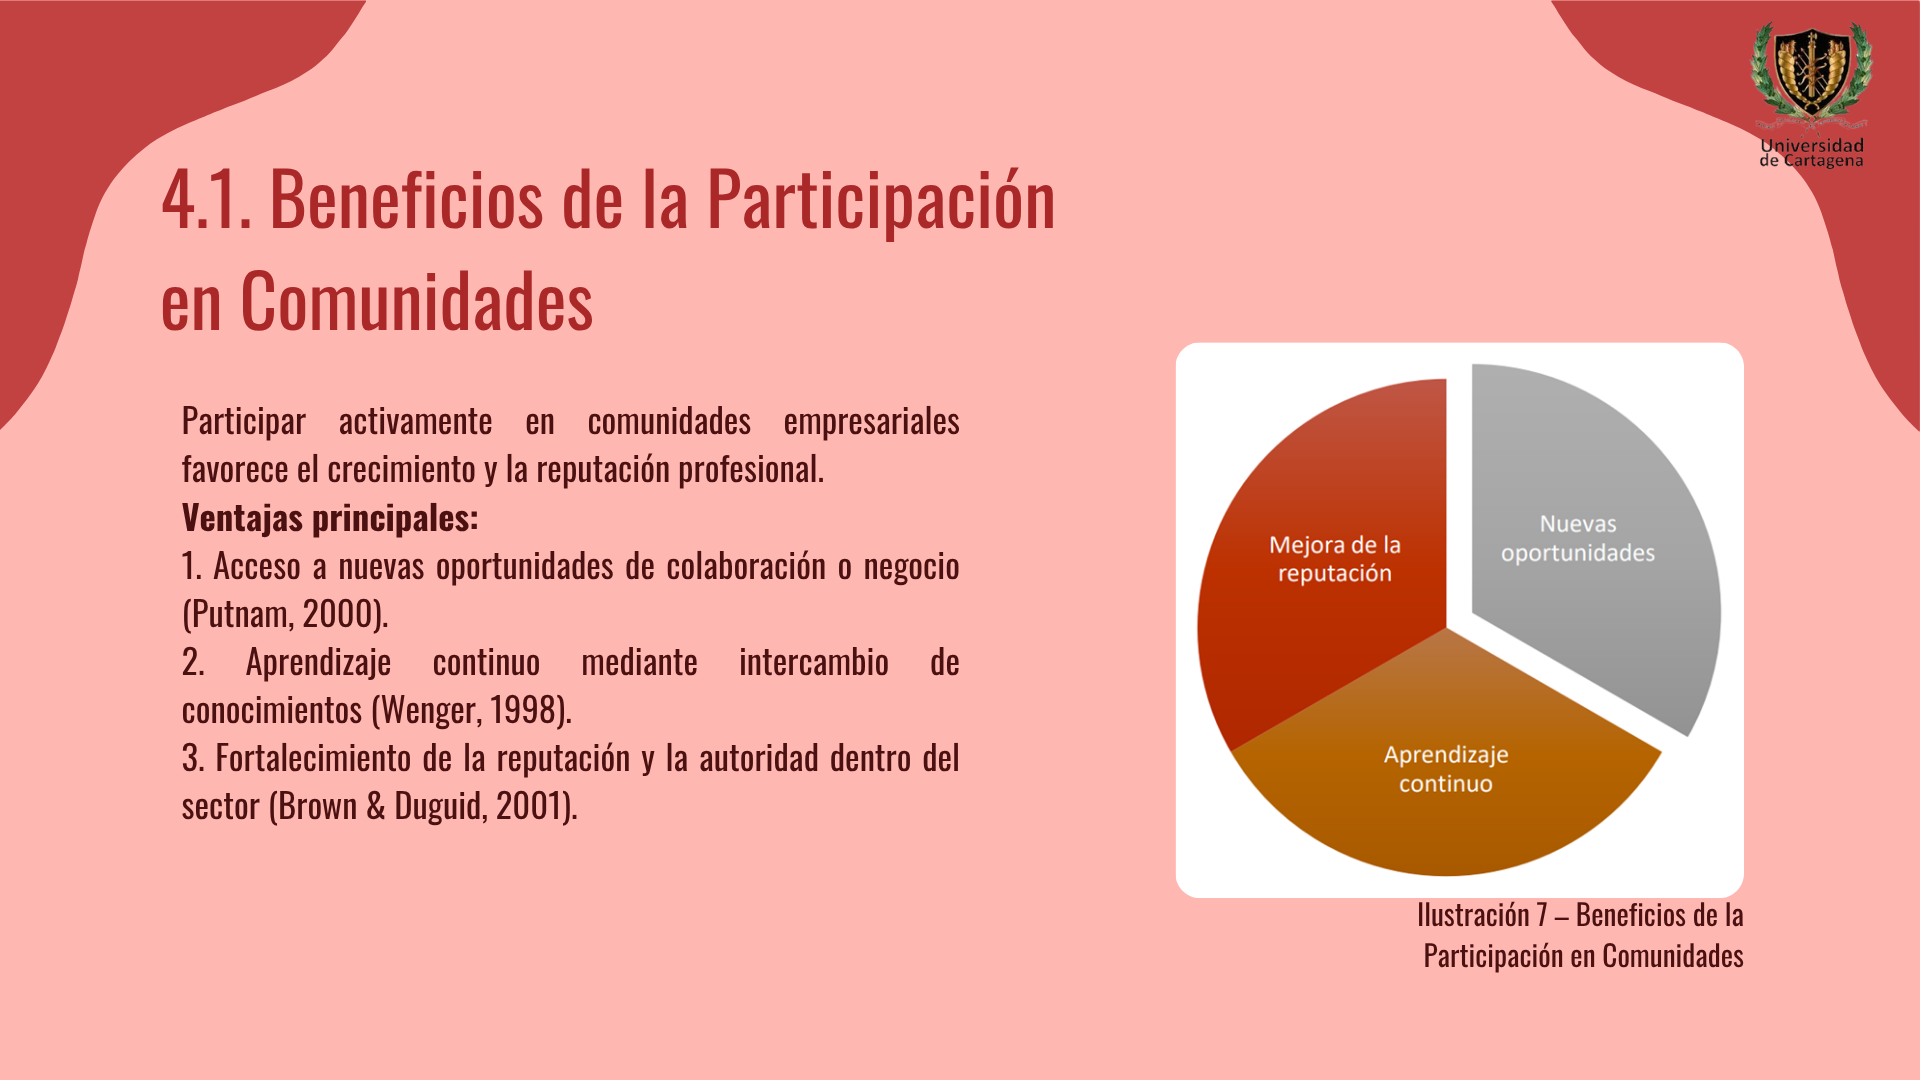 Universidad
de Cartagena
4.1. Beneficios de la Participación
en Comunidades
Participar activamente en comunidades empresariales
favorece el crecimiento y la reputación profesional.
Ventajas principales:
1. Acceso a nuevas oportunidades de colaboración o negocio
(Putnam, 2000).
2. Aprendizaje continuo mediante intercambio de
conocimientos (Wenger, 1998).
3. Fortalecimiento de la reputación y la autoridad dentro del
sector (Brown & Duguid, 2001).
Mejora de la
reputación
Nuevas
oportunidades
Aprendizaje
continuo
Ilustración 7 – Beneficios de la
Participación en Comunidades